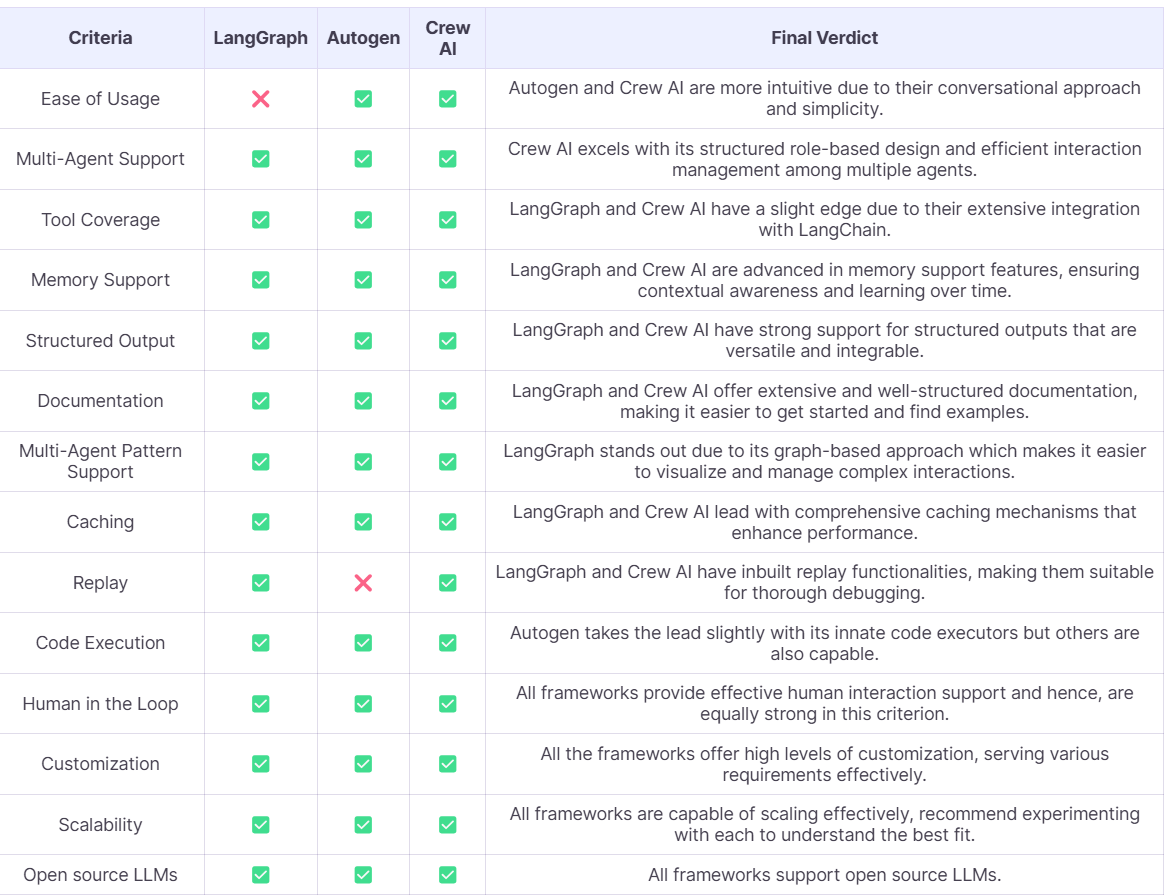 Criteria
LangGraph
Autogen
Crew
AI
Final Verdict
Ease of Usage
Autogen and Crew AI are more intuitive due to their conversational approach
and simplicity.
Multi-Agent Support
Crew AI excels with its structured role-based design and efficient interaction
management among multiple agents.
Tool Coverage
LangGraph and Crew AI have a slight edge due to their extensive integration
with LangChain.
Memory Support
LangGraph and Crew AI are advanced in memory support features, ensuring
contextual awareness and learning over time.
Structured Output
LangGraph and Crew AI have strong support for structured outputs that are
versatile and integrable.
Documentation
LangGraph and Crew AI offer extensive and well-structured documentation,
making it easier to get started and find examples.
Multi-Agent Pattern
Support
LangGraph stands out due to its graph-based approach which makes it easier
to visualize and manage complex interactions.
Caching
LangGraph and Crew AI lead with comprehensive caching mechanisms that
enhance performance.
Replay
LangGraph and Crew AI have inbuilt replay functionalities, making them suitable
for thorough debugging.
Code Execution
Autogen takes the lead slightly with its innate code executors but others are
also capable.
Human in the Loop
All frameworks provide effective human interaction support and hence, are
equally strong in this criterion.
Customization
All the frameworks offer high levels of customization, serving various
requirements effectively.
Scalability
All frameworks are capable of scaling effectively, recommend experimenting
with each to understand the best fit.
Open source LLMs
All frameworks support open source LLMs.